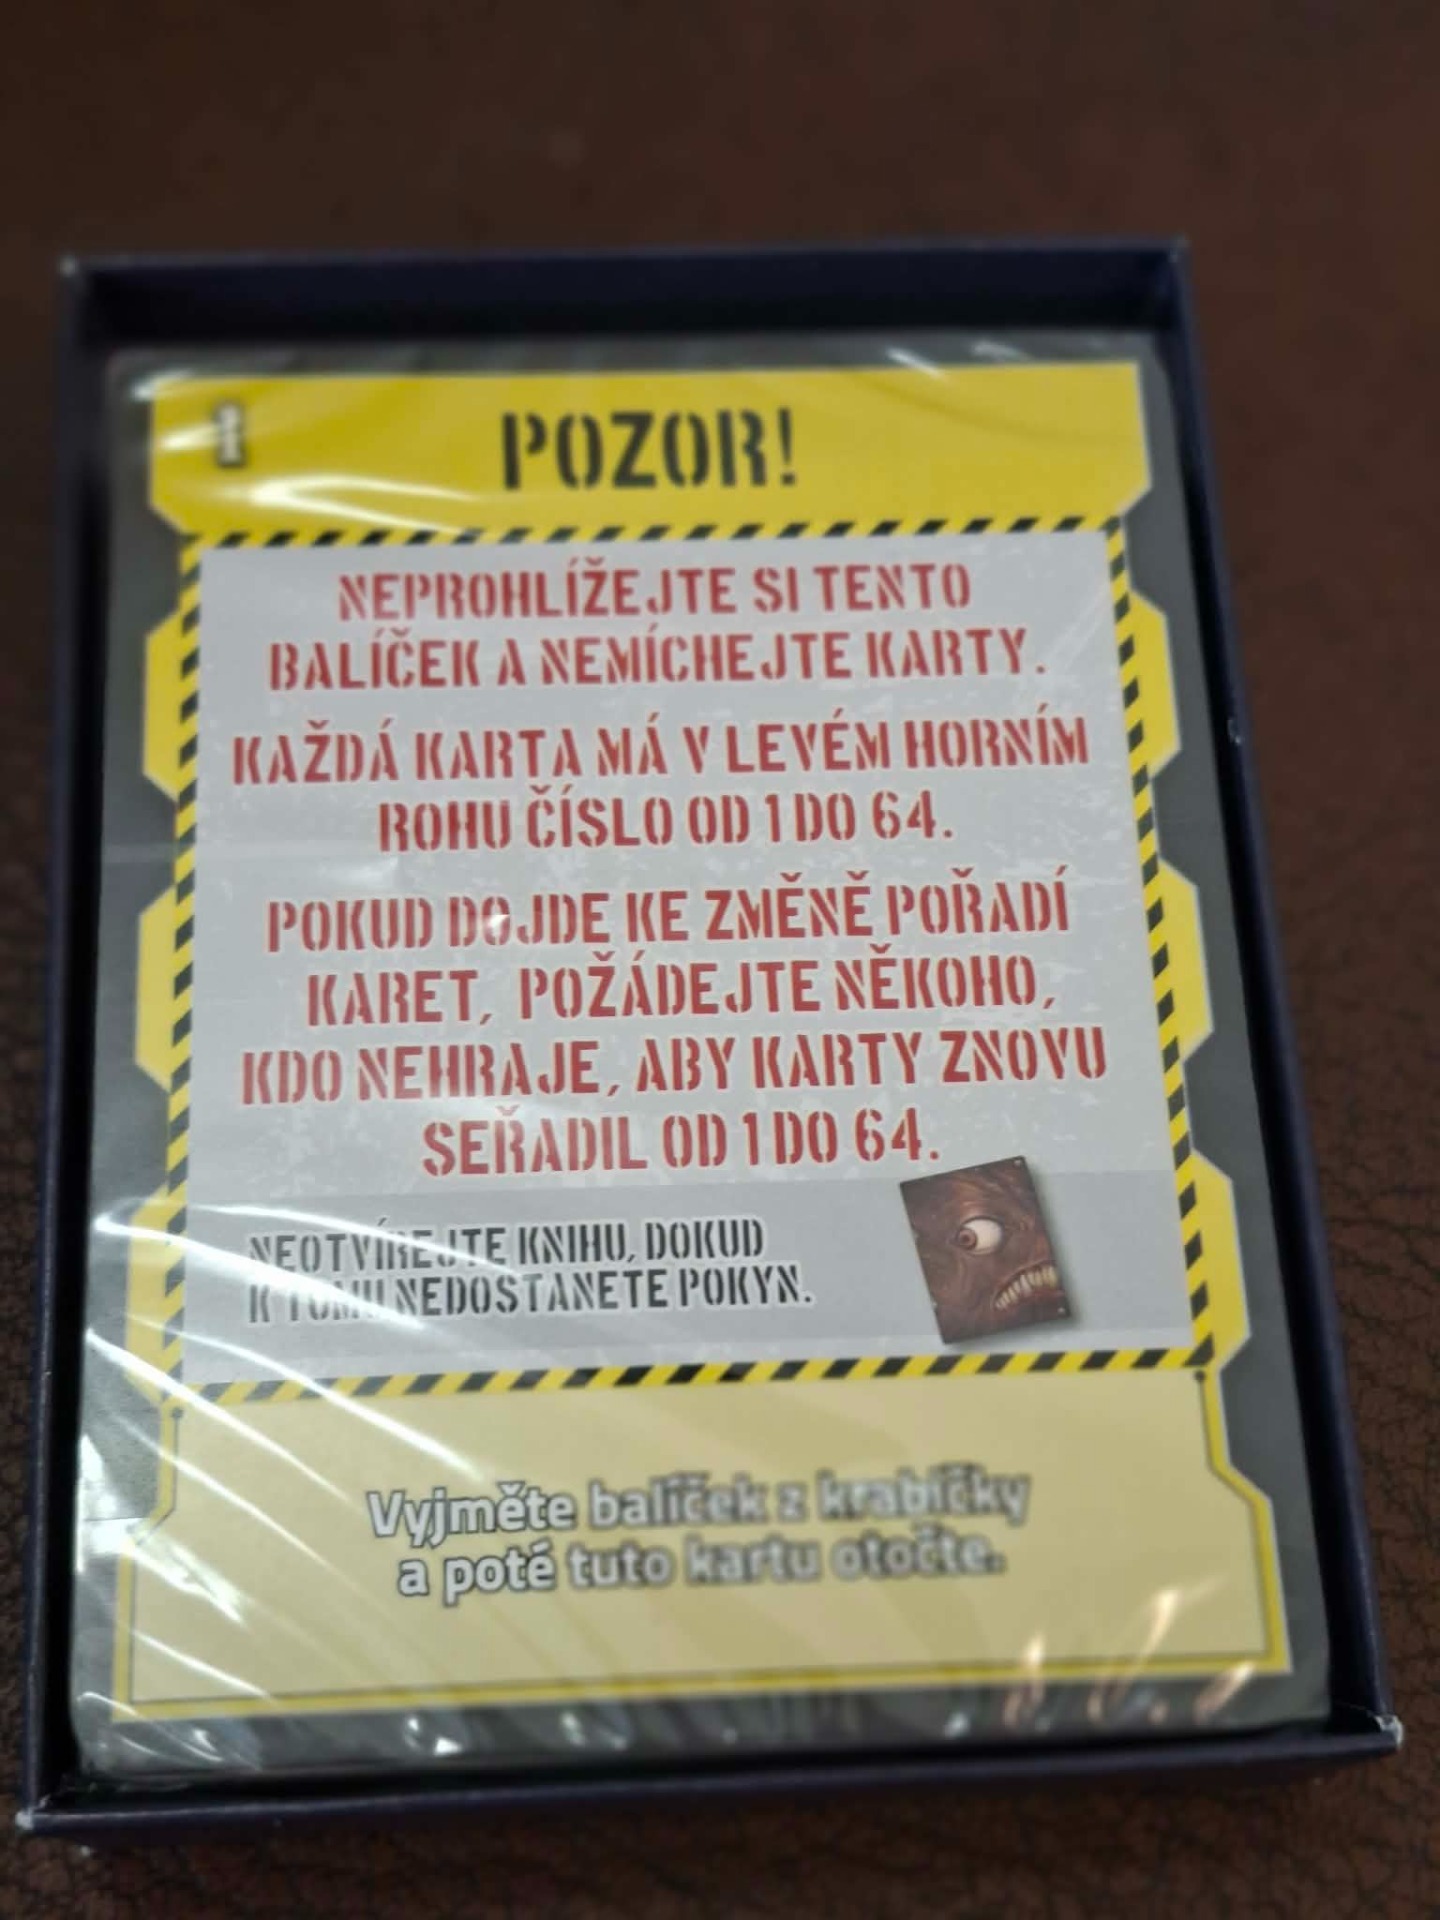 POZOR!
NEPROHLÍŽEJTE SI TENTO
BALÍČEK A NEMÍCHEJTE KARTY.
KAŽDÁ KARTA MÁ V LEVÉM HORNÍM
ROHU ČÍSLO OD 1 DO 64.
POKUD DOJDE KE ZMĚNĚ POŘADÍ
KARET, POŽÁDEJTE NĚKOHO,
KDO NEHRAJE, ABY KARTY ZNOVU
SEŘADIL OD 1 DO 64.
NEOTVÍREJTE KNIHU, DOKUD
K TOMU NEDOSTANETE POKYN.
Vyjměte balíček z krabičky
a poté tuto kartu otočte.